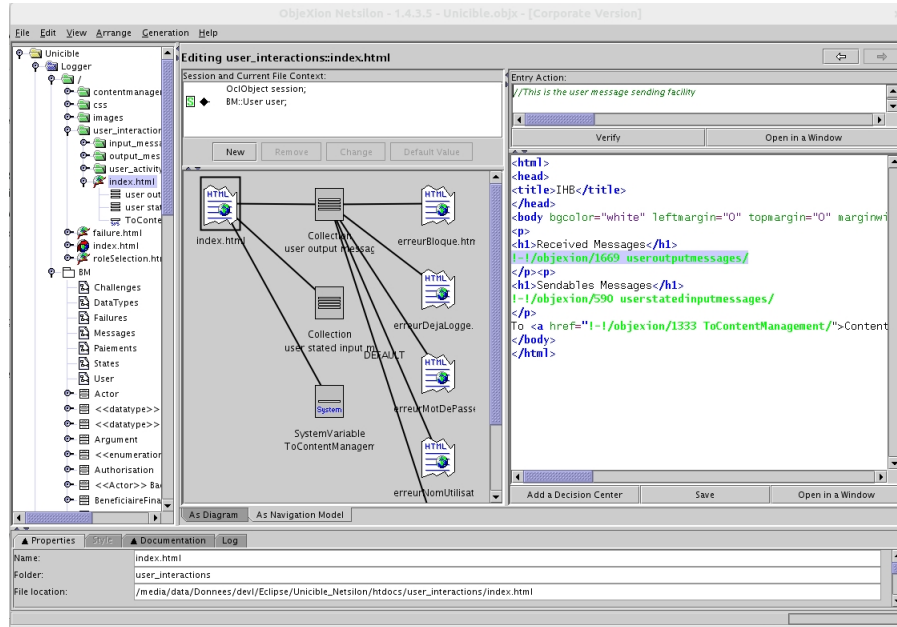 ObjeXion Netsilon - 1.4.3.5 - Unicible.objx - [Corporate Version]
File Edit View Arrange Generation Help
Unicible
Logger
/
contentmanage
css
images
user_interaction
input_messa
output_mes
user_activity
index.html
user out
user stat
ToConte
failure.html
index.html
roleSelection.htm
BM
Challenges
DataTypes
Failures
Messages
Paiements
States
User
Actor
<<datatype>>
<<datatype>>
Argument
<<enumeration
Authorisation
<<Actor>> Ba
BeneficiaireFina
Editing user_interactions::index.html
Session and Current File Context:
OclObject session;
BM::User user;
New Remove Change Default Value
HTML
index.html
Collection
user output messag
HTML
erreurBloque.htm
HTML
erreurDejaLogge.
Collection
user stated input m
DEFAULT
HTML
erreurMotDePasse
System
SystemVariable
ToContentManagem
HTML
erreurNomUtilisat
As Diagram As Navigation Model
Entry Action:
//This is the user message sending facility
Verify Open in a Window
<html>
<head>
<title>IHB</title>
</head>
<body bgcolor="white" leftmargin="0" topmargin="0" marginwi
<p>
<h1>Received Messages</h1>
!-!/objexion/1669 useroutputmessages/
</p><p>
<h1>Sendables Messages</h1>
!-!/objexion/590 userstatedinputmessages/
</p>
To <a href="!-!/objexion/1333 ToContentManagement/">Content
</body>
</html>
Add a Decision Center Save Open in a Window
Properties Style Documentation Log
Name: index.html
Folder: user_interactions
File location: /media/data/Donnees/devl/Eclipse/Unicible_Netsilon/htdocs/user_interactions/index.html